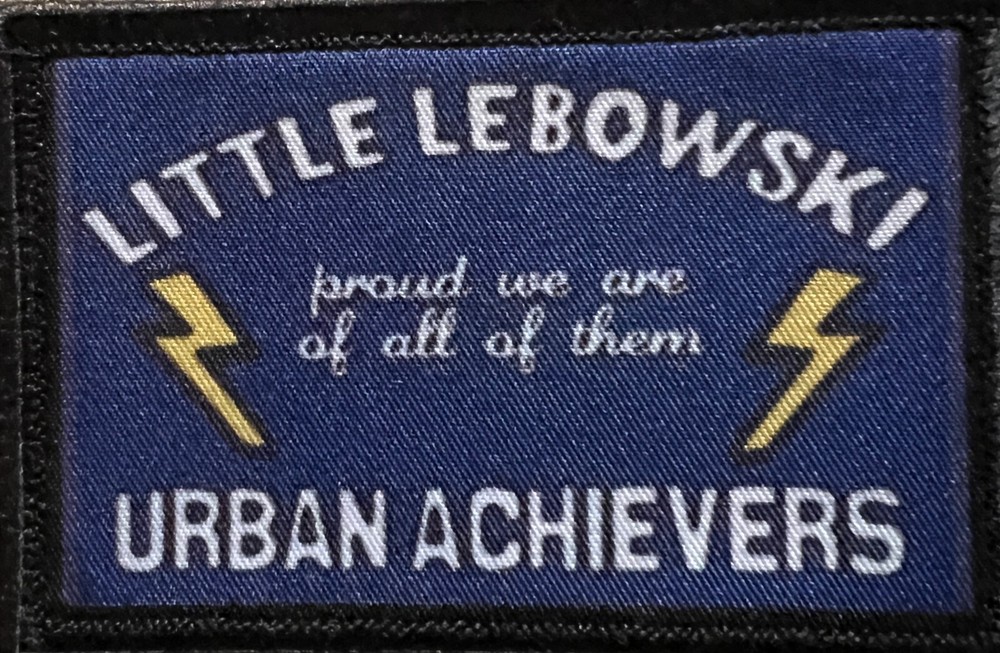 LITTLE LEBOWSKI
proud we are
of all of them
URBAN ACHIEVERS